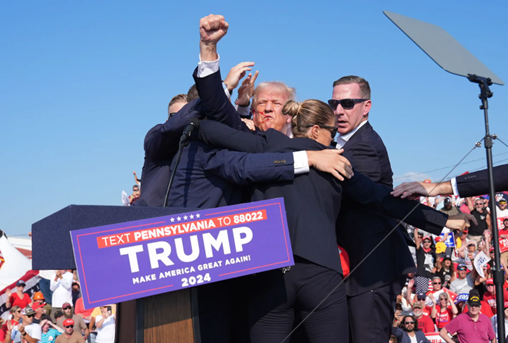 TEXT PENNSYLVANIA TO 88022
TRUMP
MAKE AMERICA GREAT AGAIN!
2024